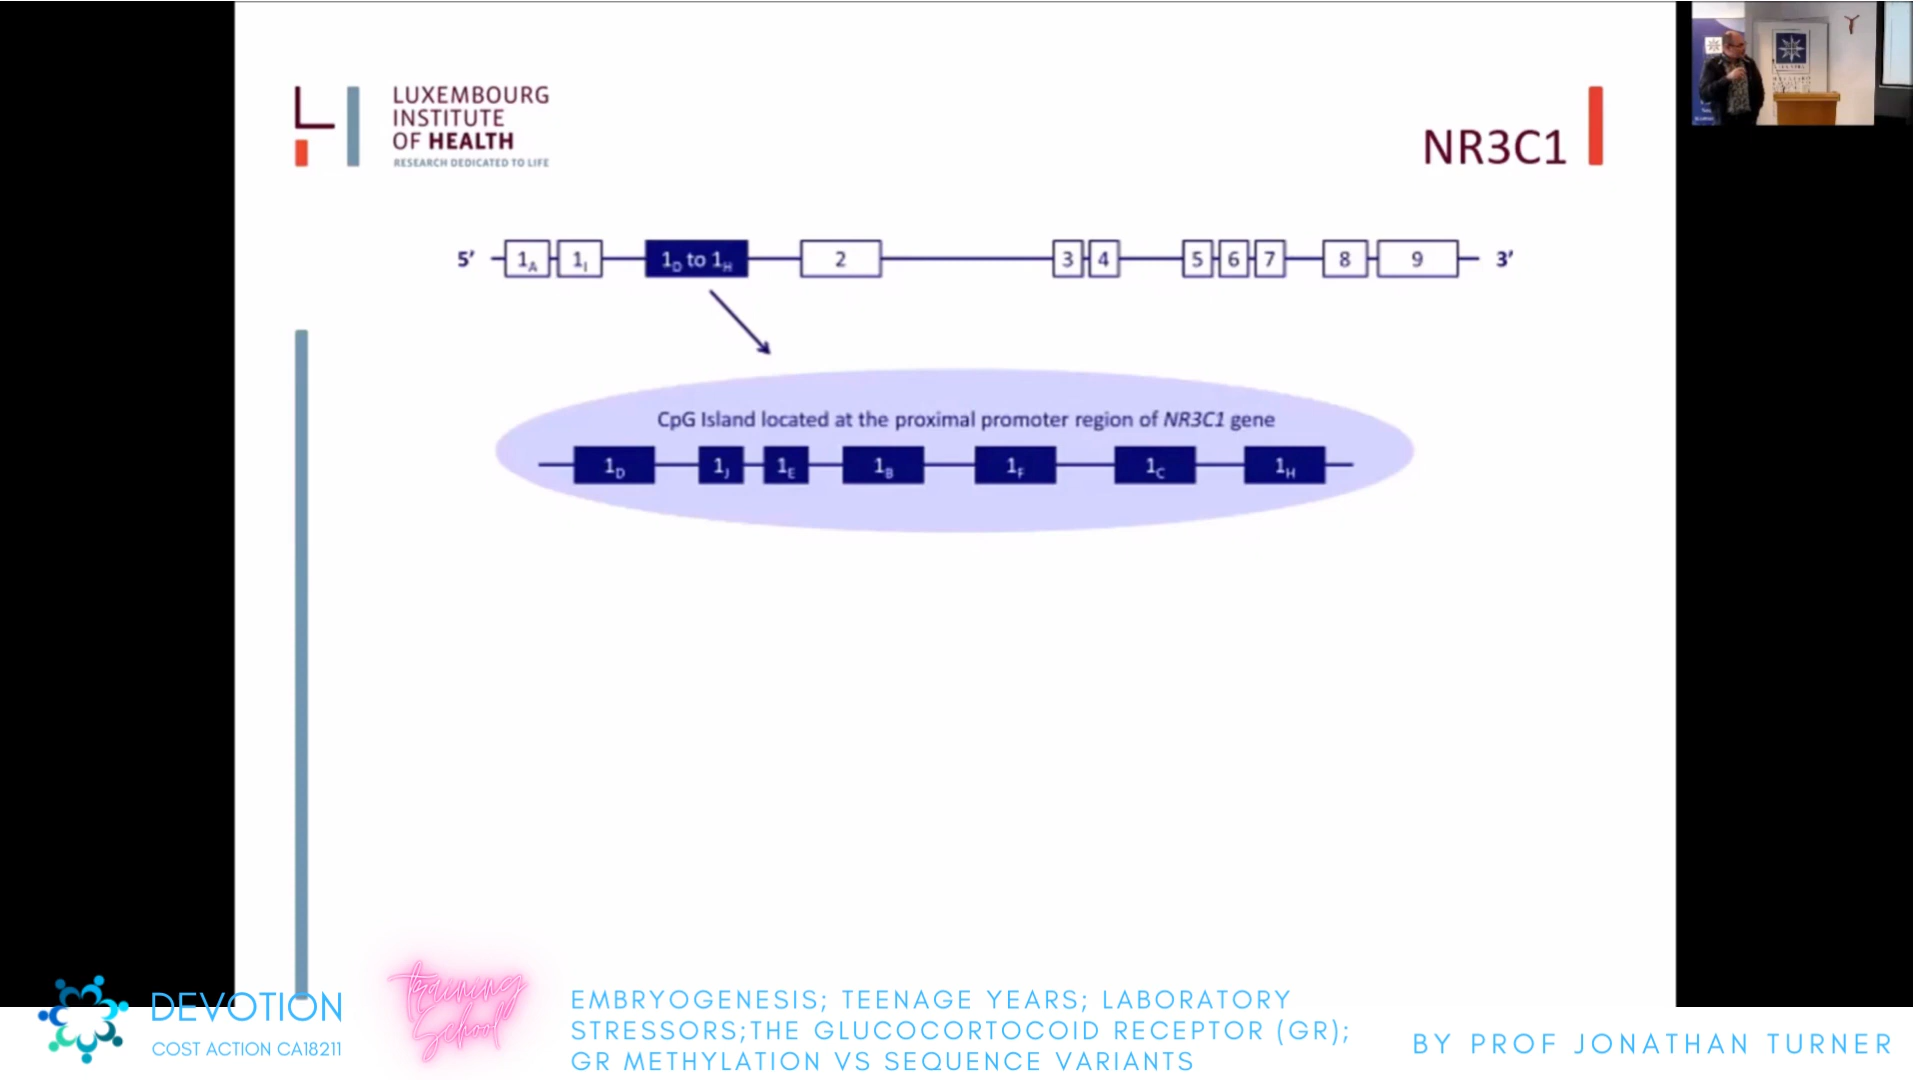 LUXEMBOURG
INSTITUTE
OF HEALTH
RESEARCH DEDICATED TO LIFE
NR3C1
5’ 1A 1I 1D to 1H 2 3 4 5 6 7 8 9 3’
CpG Island located at the proximal promoter region of NR3C1 gene
1D 1J 1E 1B 1F 1C 1H
DEVOTION
COST ACTION CA18211
Training
School
EMBRYOGENESIS; TEENAGE YEARS; LABORATORY
STRESSORS;THE GLUCOCORTOCOID RECEPTOR (GR);
GR METHYLATION VS SEQUENCE VARIANTS
BY PROF JONATHAN TURNER